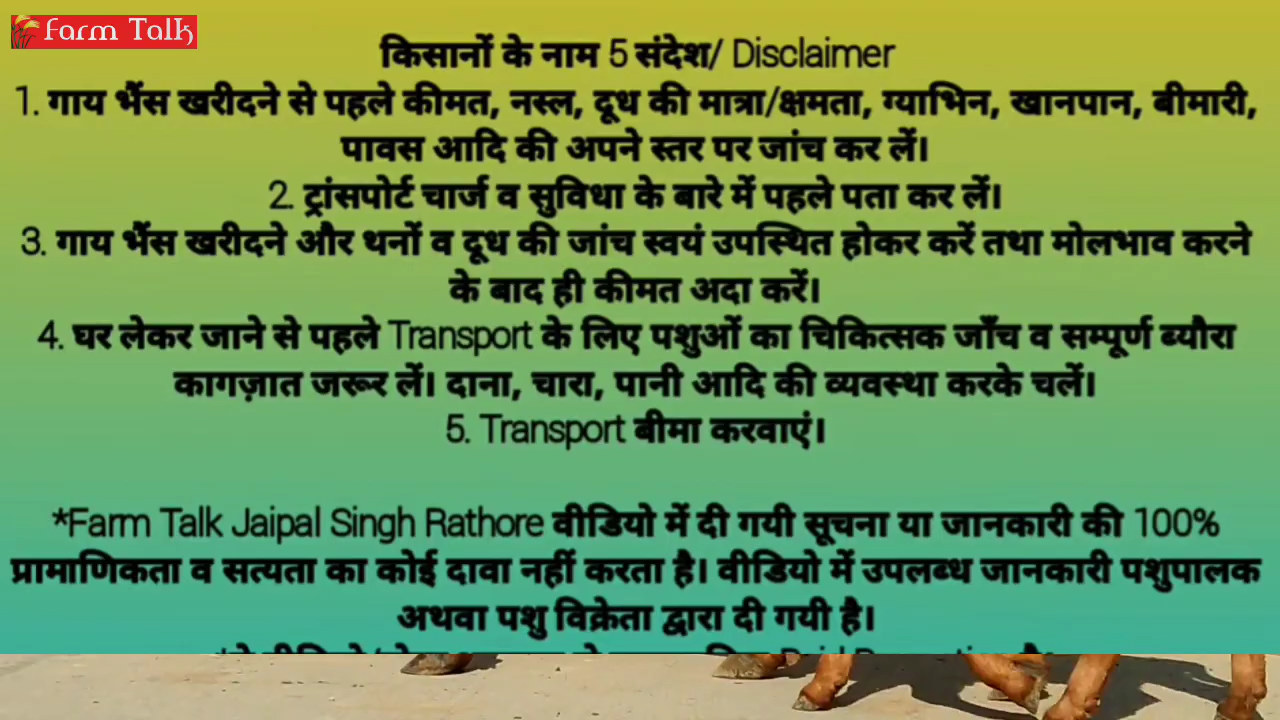 Farm Talk
किसानों के नाम 5 संदेश/ Disclaimer
1. गाय भैंस खरीदने से पहले कीमत, नस्ल, दूध की मात्रा/क्षमता, ग्याभिन, खानपान, बीमारी,
पावस आदि की अपने स्तर पर जांच कर लें।
2. ट्रांसपोर्ट चार्ज व सुविधा के बारे में पहले पता कर लें।
3. गाय भैंस खरीदने और थनों व दूध की जांच स्वयं उपस्थित होकर करें तथा मोलभाव करने
के बाद ही कीमत अदा करें।
4. घर लेकर जाने से पहले Transport के लिए पशुओं का चिकित्सक जाँच व सम्पूर्ण ब्यौरा
कागज़ात जरूर लें। दाना, चारा, पानी आदि की व्यवस्था करके चलें।
5. Transport बीमा करवाएं।
*Farm Talk Jaipal Singh Rathore वीडियो में दी गयी सूचना या जानकारी की 100%
प्रामाणिकता व सत्यता का कोई दावा नहीं करता है। वीडियो में उपलब्ध जानकारी पशुपालक
अथवा पशु विक्रेता द्वारा दी गयी है।